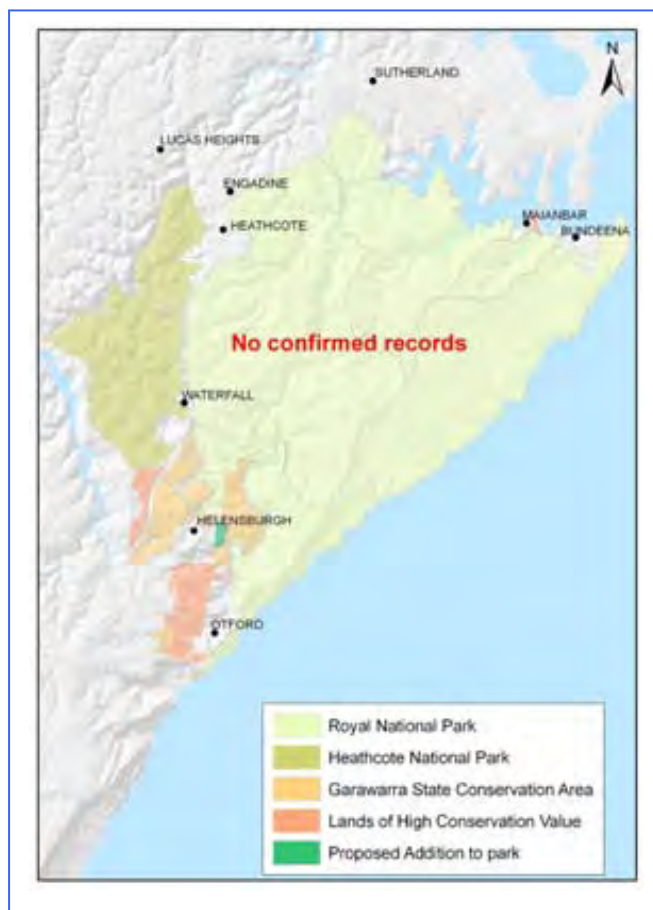 N
SUTHERLAND
LUCAS HEIGHTS
ENGADINE
HEATHCOTE
MAIANBAR
BUNDEENA
No confirmed records
WATERFALL
HELENSBURGH
OTFORD
Royal National Park
Heathcote National Park
Garawarra State Conservation Area
Lands of High Conservation Value
Proposed Addition to park